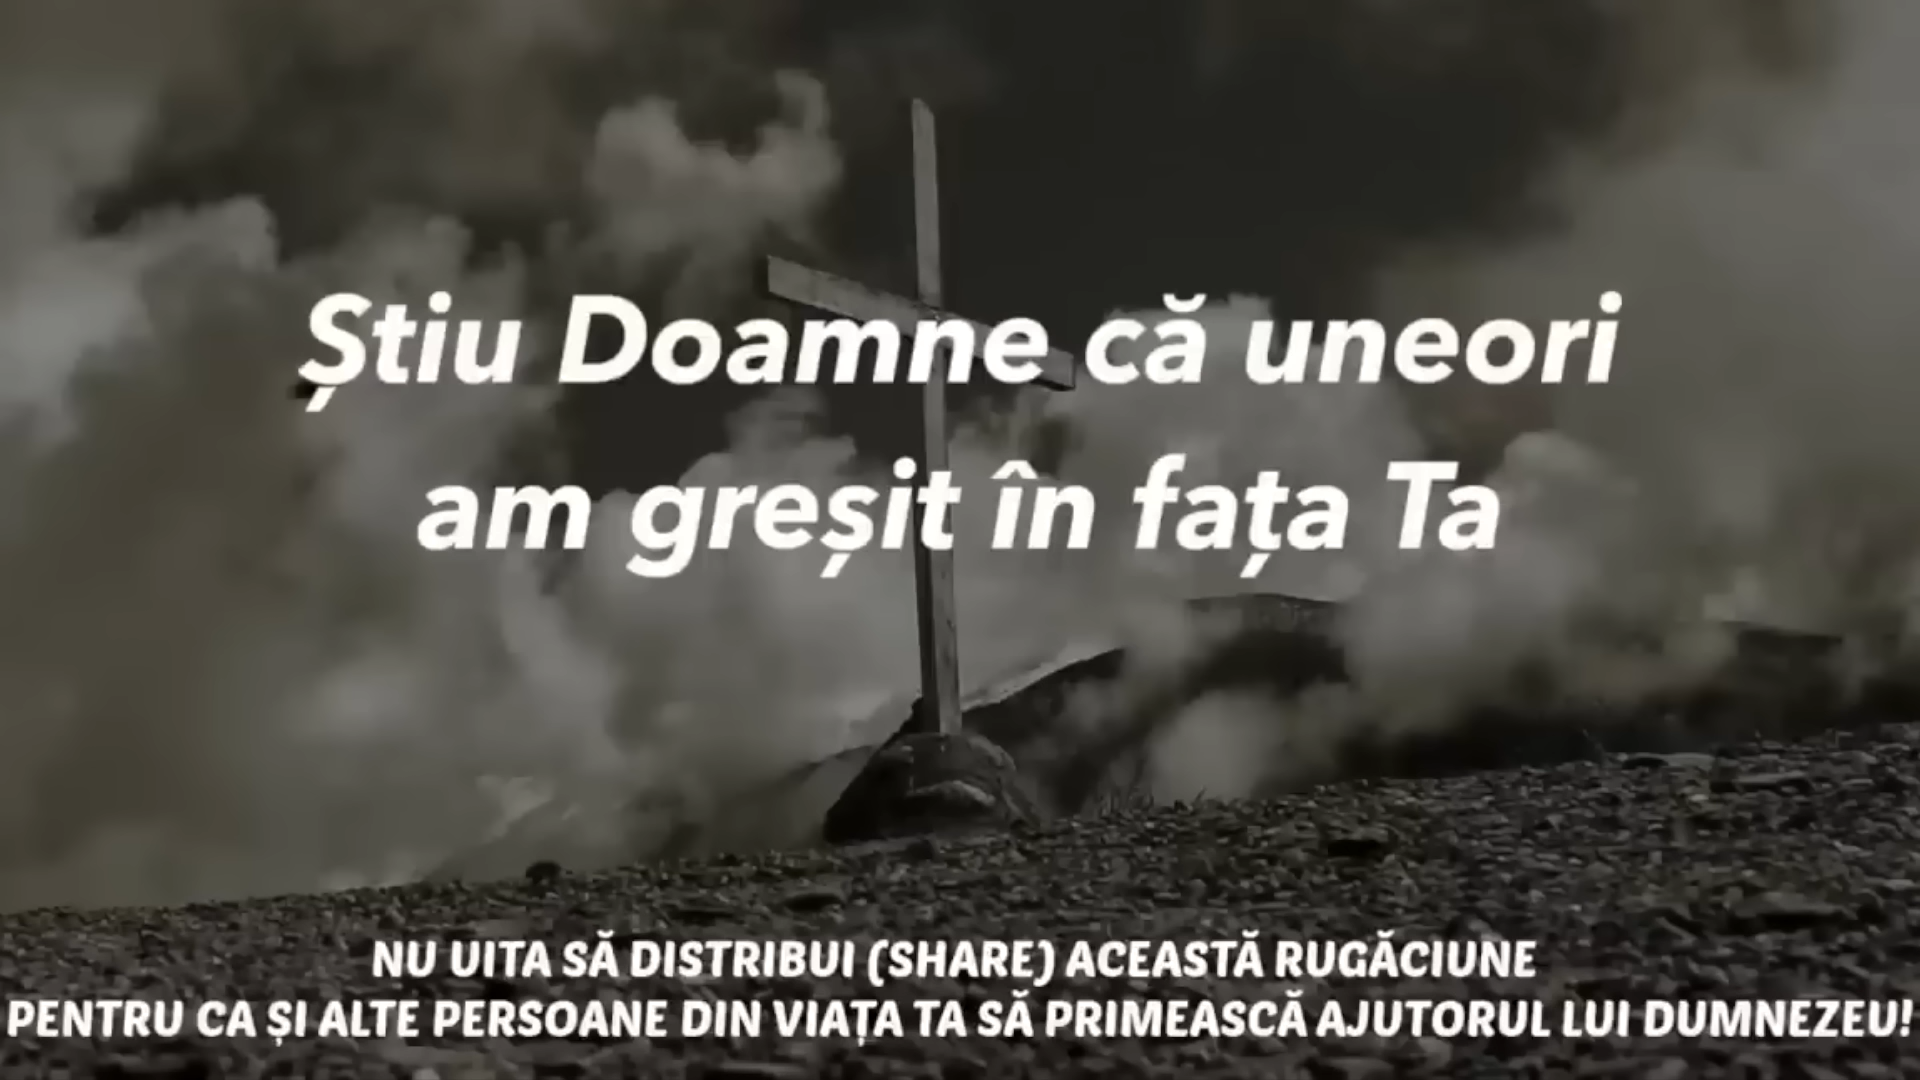 Știu Doamne că uneori
am greșit în fața Ta
NU UITA SĂ DISTRIBUI (SHARE) ACEASTĂ RUGĂCIUNE
PENTRU CA ȘI ALTE PERSOANE DIN VIAȚA TA SĂ PRIMEASCĂ AJUTORUL LUI DUMNEZEU!